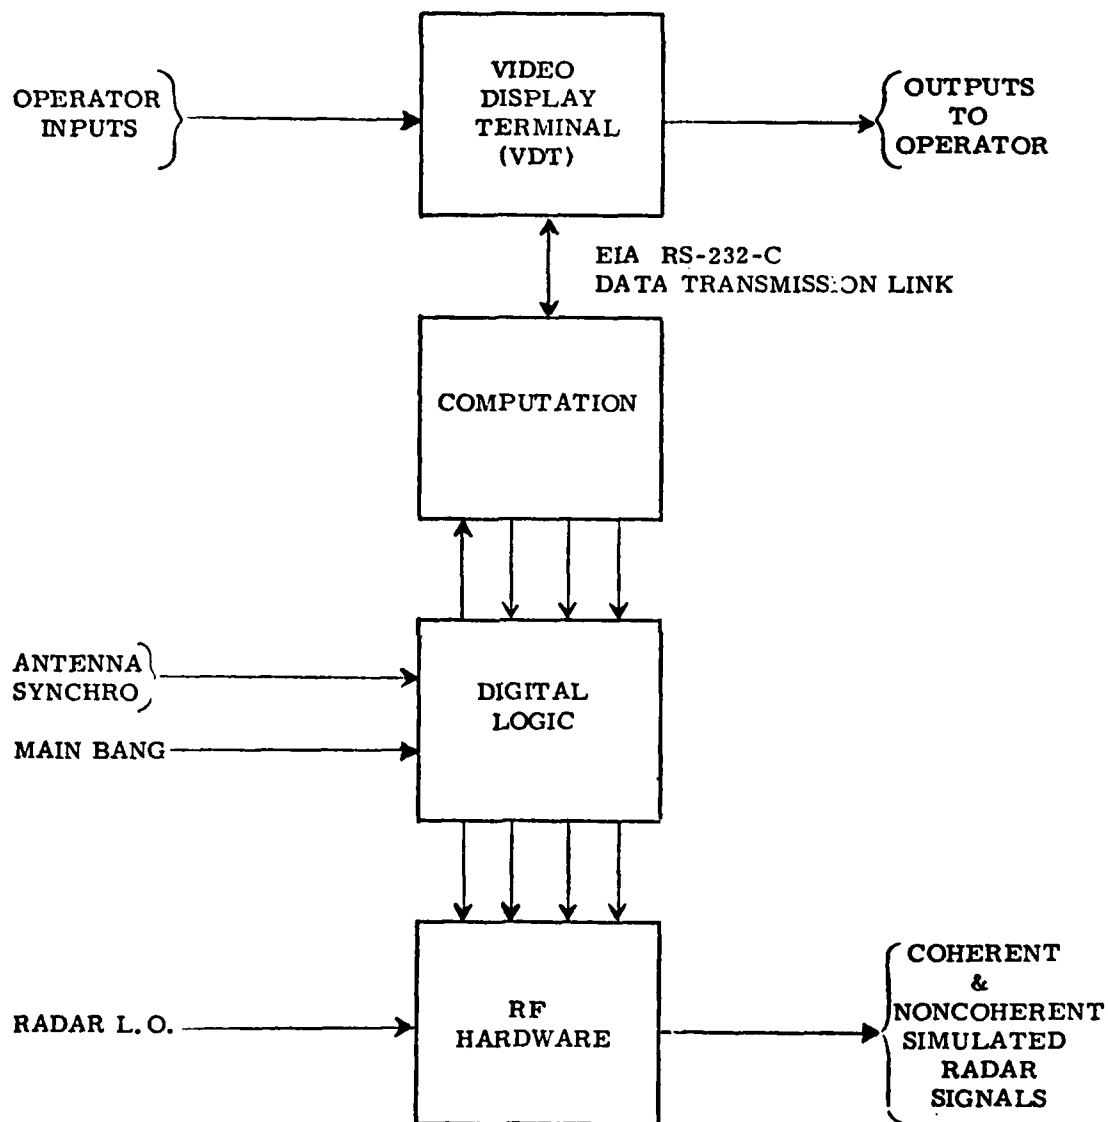 OPERATOR
INPUTS
VIDEO
DISPLAY
TERMINAL
(VDT)
OUTPUTS
TO
OPERATOR
EIA RS-232-C
DATA TRANSMISSION LINK
COMPUTATION
ANTENNA
SYNCHRO
MAIN BANG
DIGITAL
LOGIC
RADAR L.O.
RF
HARDWARE
COHERENT
&
NONCOHERENT
SIMULATED
RADAR
SIGNALS